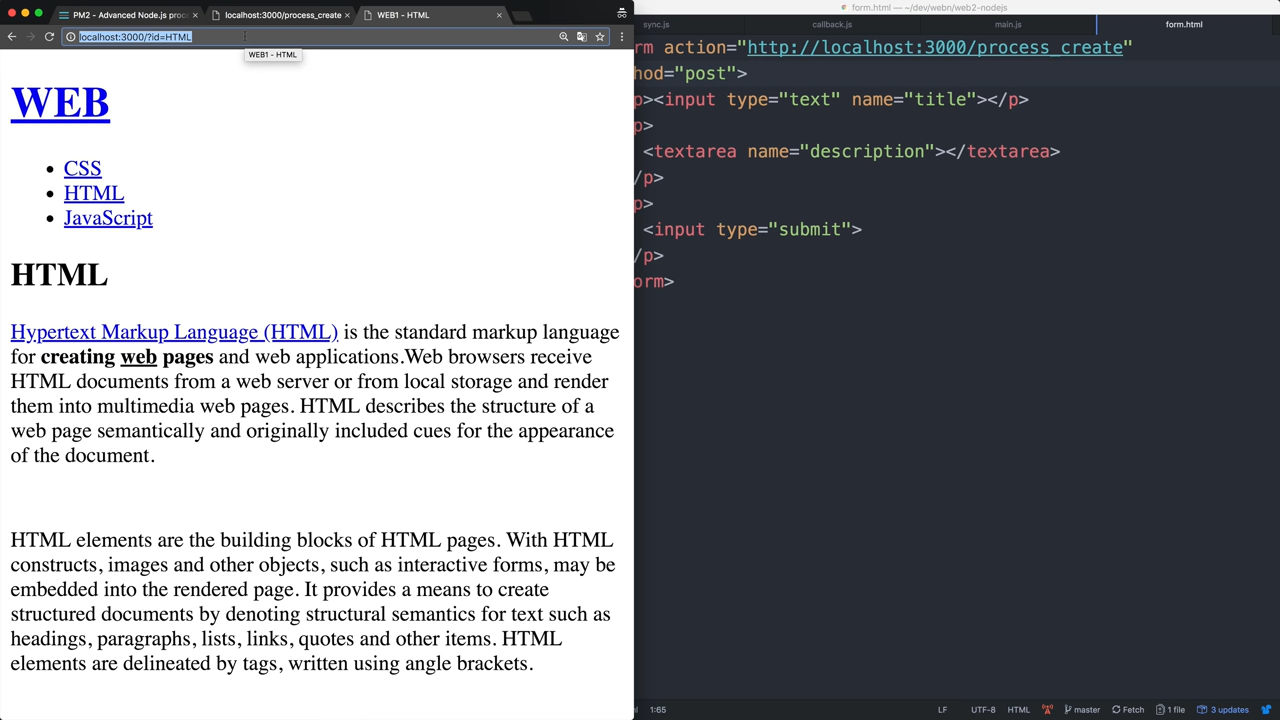 PM2 - Advanced Node.js proc
localhost:3000/process_create
WEB1 - HTML
localhost:3000/?id=HTML
WEB1 - HTML
WEB
CSS
HTML
JavaScript
HTML
Hypertext Markup Language (HTML) is the standard markup language
for creating web pages and web applications.Web browsers receive
HTML documents from a web server or from local storage and render
them into multimedia web pages. HTML describes the structure of a
web page semantically and originally included cues for the appearance
of the document.
HTML elements are the building blocks of HTML pages. With HTML
constructs, images and other objects, such as interactive forms, may be
embedded into the rendered page. It provides a means to create
structured documents by denoting structural semantics for text such as
headings, paragraphs, lists, links, quotes and other items. HTML
elements are delineated by tags, written using angle brackets.
form.html — ~/dev/webn/web2-nodejs
sync.js
callback.js
main.js
form.html
rm action="http://localhost:3000/process_create"
hod="post">
p><input type="text" name="title"></p>
p>
<textarea name="description"></textarea>
/p>
p>
<input type="submit">
/p>
orm>
1:65
LF
UTF-8
HTML
master
Fetch
1 file
3 updates